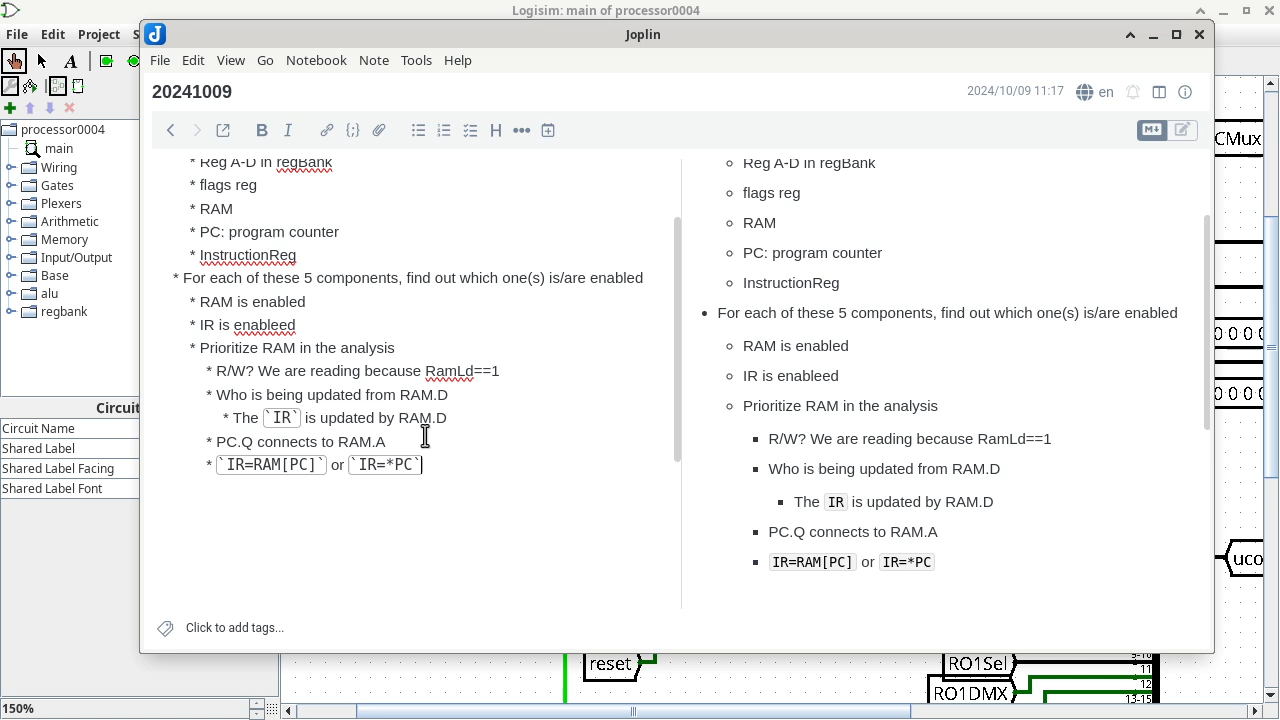 Logisim: main of processor0004
File Edit Project S
Joplin
File Edit View Go Notebook Note Tools Help
20241009
2024/10/09 11:17 en
* Reg A-D in regBank
* flags reg
* RAM
* PC: program counter
* InstructionReg
* For each of these 5 components, find out which one(s) is/are enabled
* RAM is enabled
* IR is enableed
* Prioritize RAM in the analysis
* R/W? We are reading because RamLd==1
* Who is being updated from RAM.D
* The `IR` is updated by RAM.D
* PC.Q connects to RAM.A
* `IR=RAM[PC]` or `IR=*PC`
Reg A-D in regBank
flags reg
RAM
PC: program counter
InstructionReg
For each of these 5 components, find out which one(s) is/are enabled
RAM is enabled
IR is enableed
Prioritize RAM in the analysis
R/W? We are reading because RamLd==1
Who is being updated from RAM.D
The IR is updated by RAM.D
PC.Q connects to RAM.A
IR=RAM[PC] or IR=*PC
Click to add tags...
processor0004
main
Wiring
Gates
Plexers
Arithmetic
Memory
Input/Output
Base
alu
regbank
Circuit
Circuit Name
Shared Label
Shared Label Facing
Shared Label Font
150%
CMux
0 0 0
0 0 0
uco
reset
RO1Sel
RO1DMX
11
12
13-15